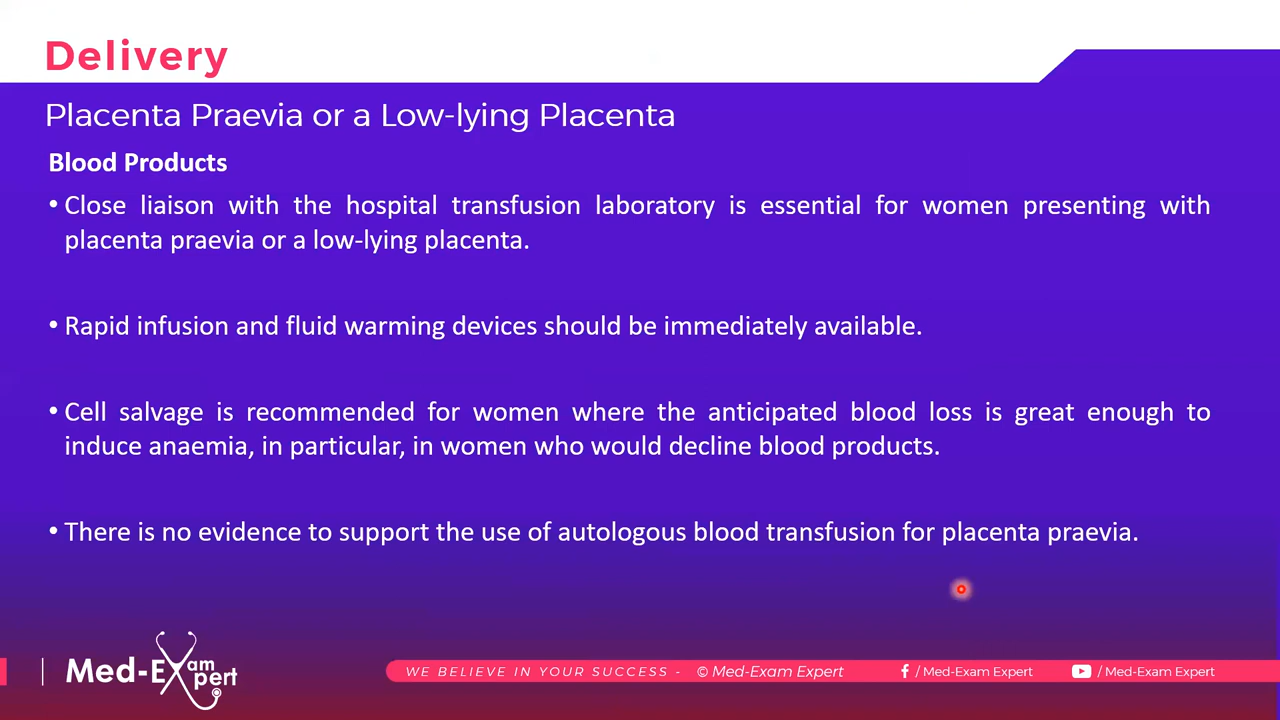 Delivery
Placenta Praevia or a Low-lying Placenta
Blood Products
• Close liaison with the hospital transfusion laboratory is essential for women presenting with
placenta praevia or a low-lying placenta.
• Rapid infusion and fluid warming devices should be immediately available.
• Cell salvage is recommended for women where the anticipated blood loss is great enough to
induce anaemia, in particular, in women who would decline blood products.
• There is no evidence to support the use of autologous blood transfusion for placenta praevia.
Med-Exam Expert
WE BELIEVE IN YOUR SUCCESS - © Med-Exam Expert / Med-Exam Expert / Med-Exam Expert